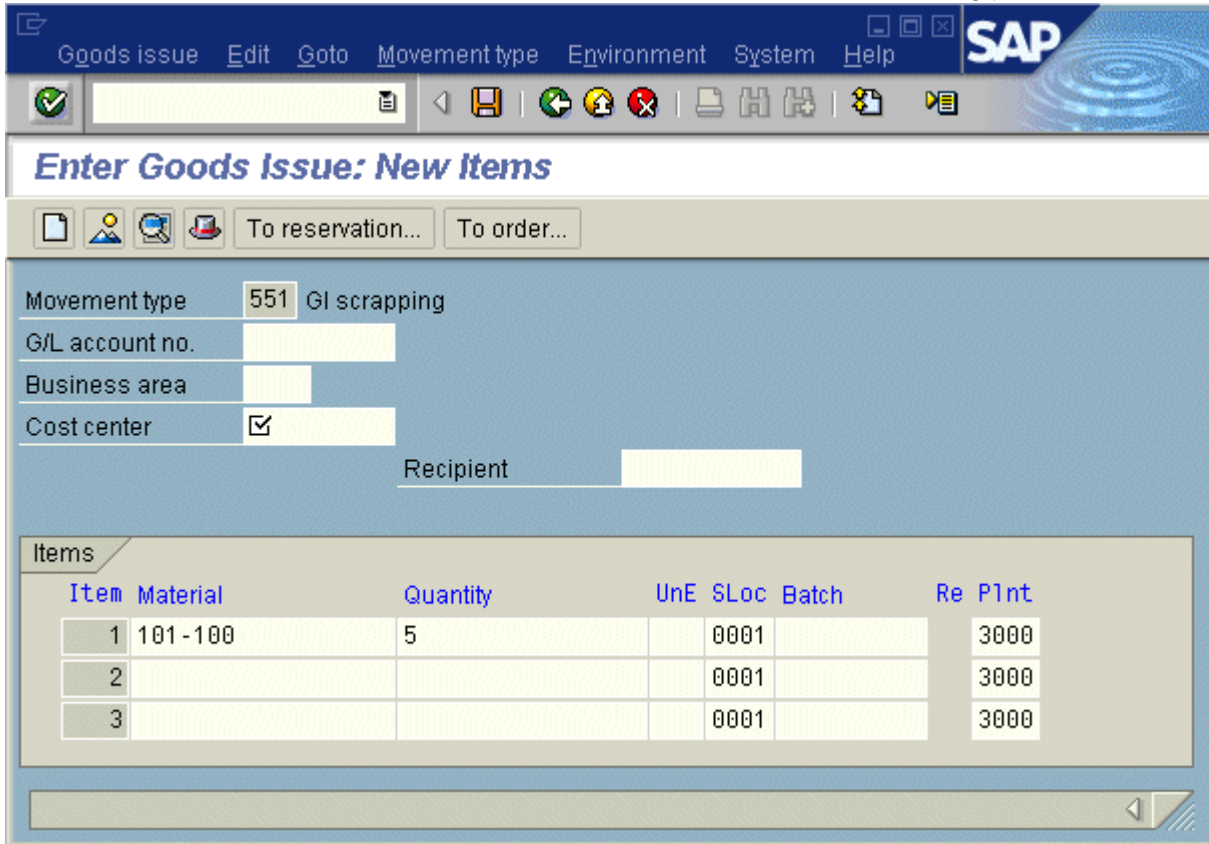 Goods issue Edit Goto Movement type Environment System Help
SAP
Enter Goods Issue: New Items
To reservation... To order...
Movement type 551 GI scrapping
G/L account no.
Business area
Cost center
Recipient
Items
Item Material Quantity UnE SLoc Batch Re Plnt
1 101-100 5 0001 3000
2 0001 3000
3 0001 3000